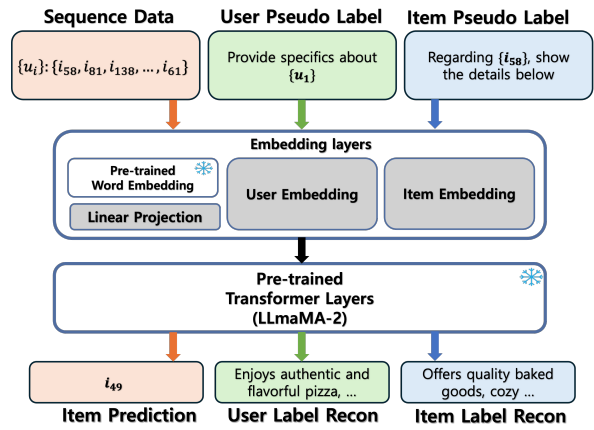 Sequence Data
User Pseudo Label
Item Pseudo Label
{u_i}: {i_58, i_81, i_138, ..., i_61}
Provide specifics about
{u_1}
Regarding {i_58}, show
the details below
Embedding layers
Pre-trained
Word Embedding
Linear Projection
User Embedding
Item Embedding
Pre-trained
Transformer Layers
(LLmaMA-2)
i_49
Enjoys authentic and
flavorful pizza, ...
Offers quality baked
goods, cozy ...
Item Prediction
User Label Recon
Item Label Recon